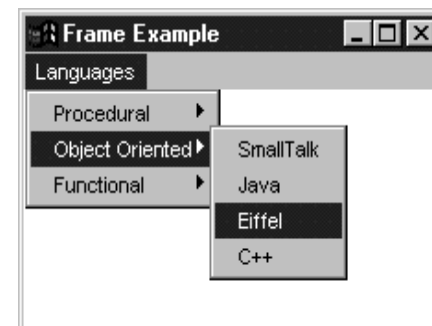 Frame Example
Languages
Procedural
Object Oriented
Functional
SmallTalk
Java
Eiffel
C++